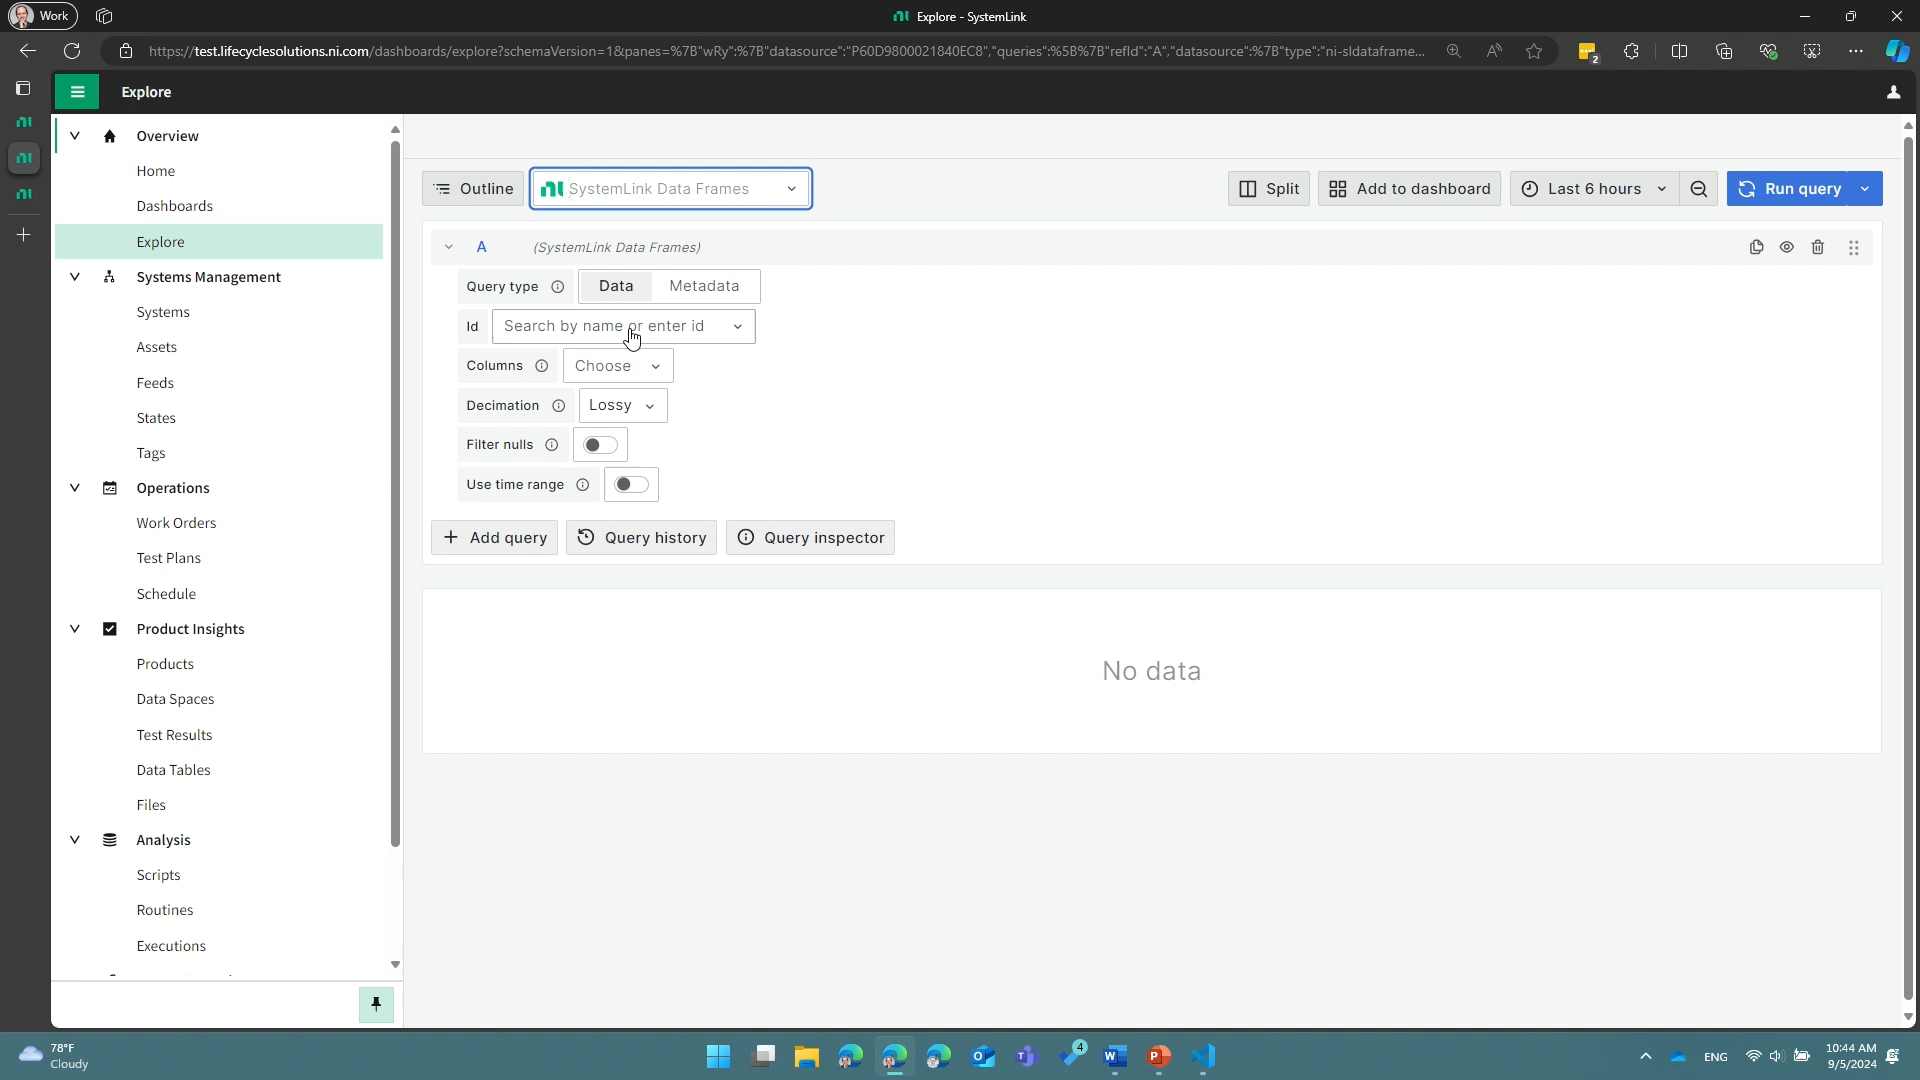 Work
Explore - SystemLink
https://test.lifecyclesolutions.ni.com/dashboards/explore?schemaVersion=1&panes=%7B"wRy":%7B"datasource":"P60D9800021840EC8","queries":%5B%7B"refId":"A","datasource":%7B"type":"ni-sldataframe...
2
Explore
Overview
Home
Dashboards
Explore
Systems Management
Systems
Assets
Feeds
States
Tags
Operations
Work Orders
Test Plans
Schedule
Product Insights
Products
Data Spaces
Test Results
Data Tables
Files
Analysis
Scripts
Routines
Executions
Outline
SystemLink Data Frames
Split
Add to dashboard
Last 6 hours
Run query
A (SystemLink Data Frames)
Query type Data Metadata
Id Search by name or enter id
Columns Choose
Decimation Lossy
Filter nulls
Use time range
+ Add query Query history Query inspector
No data
78°F
Cloudy
4
ENG
10:44 AM
9/5/2024